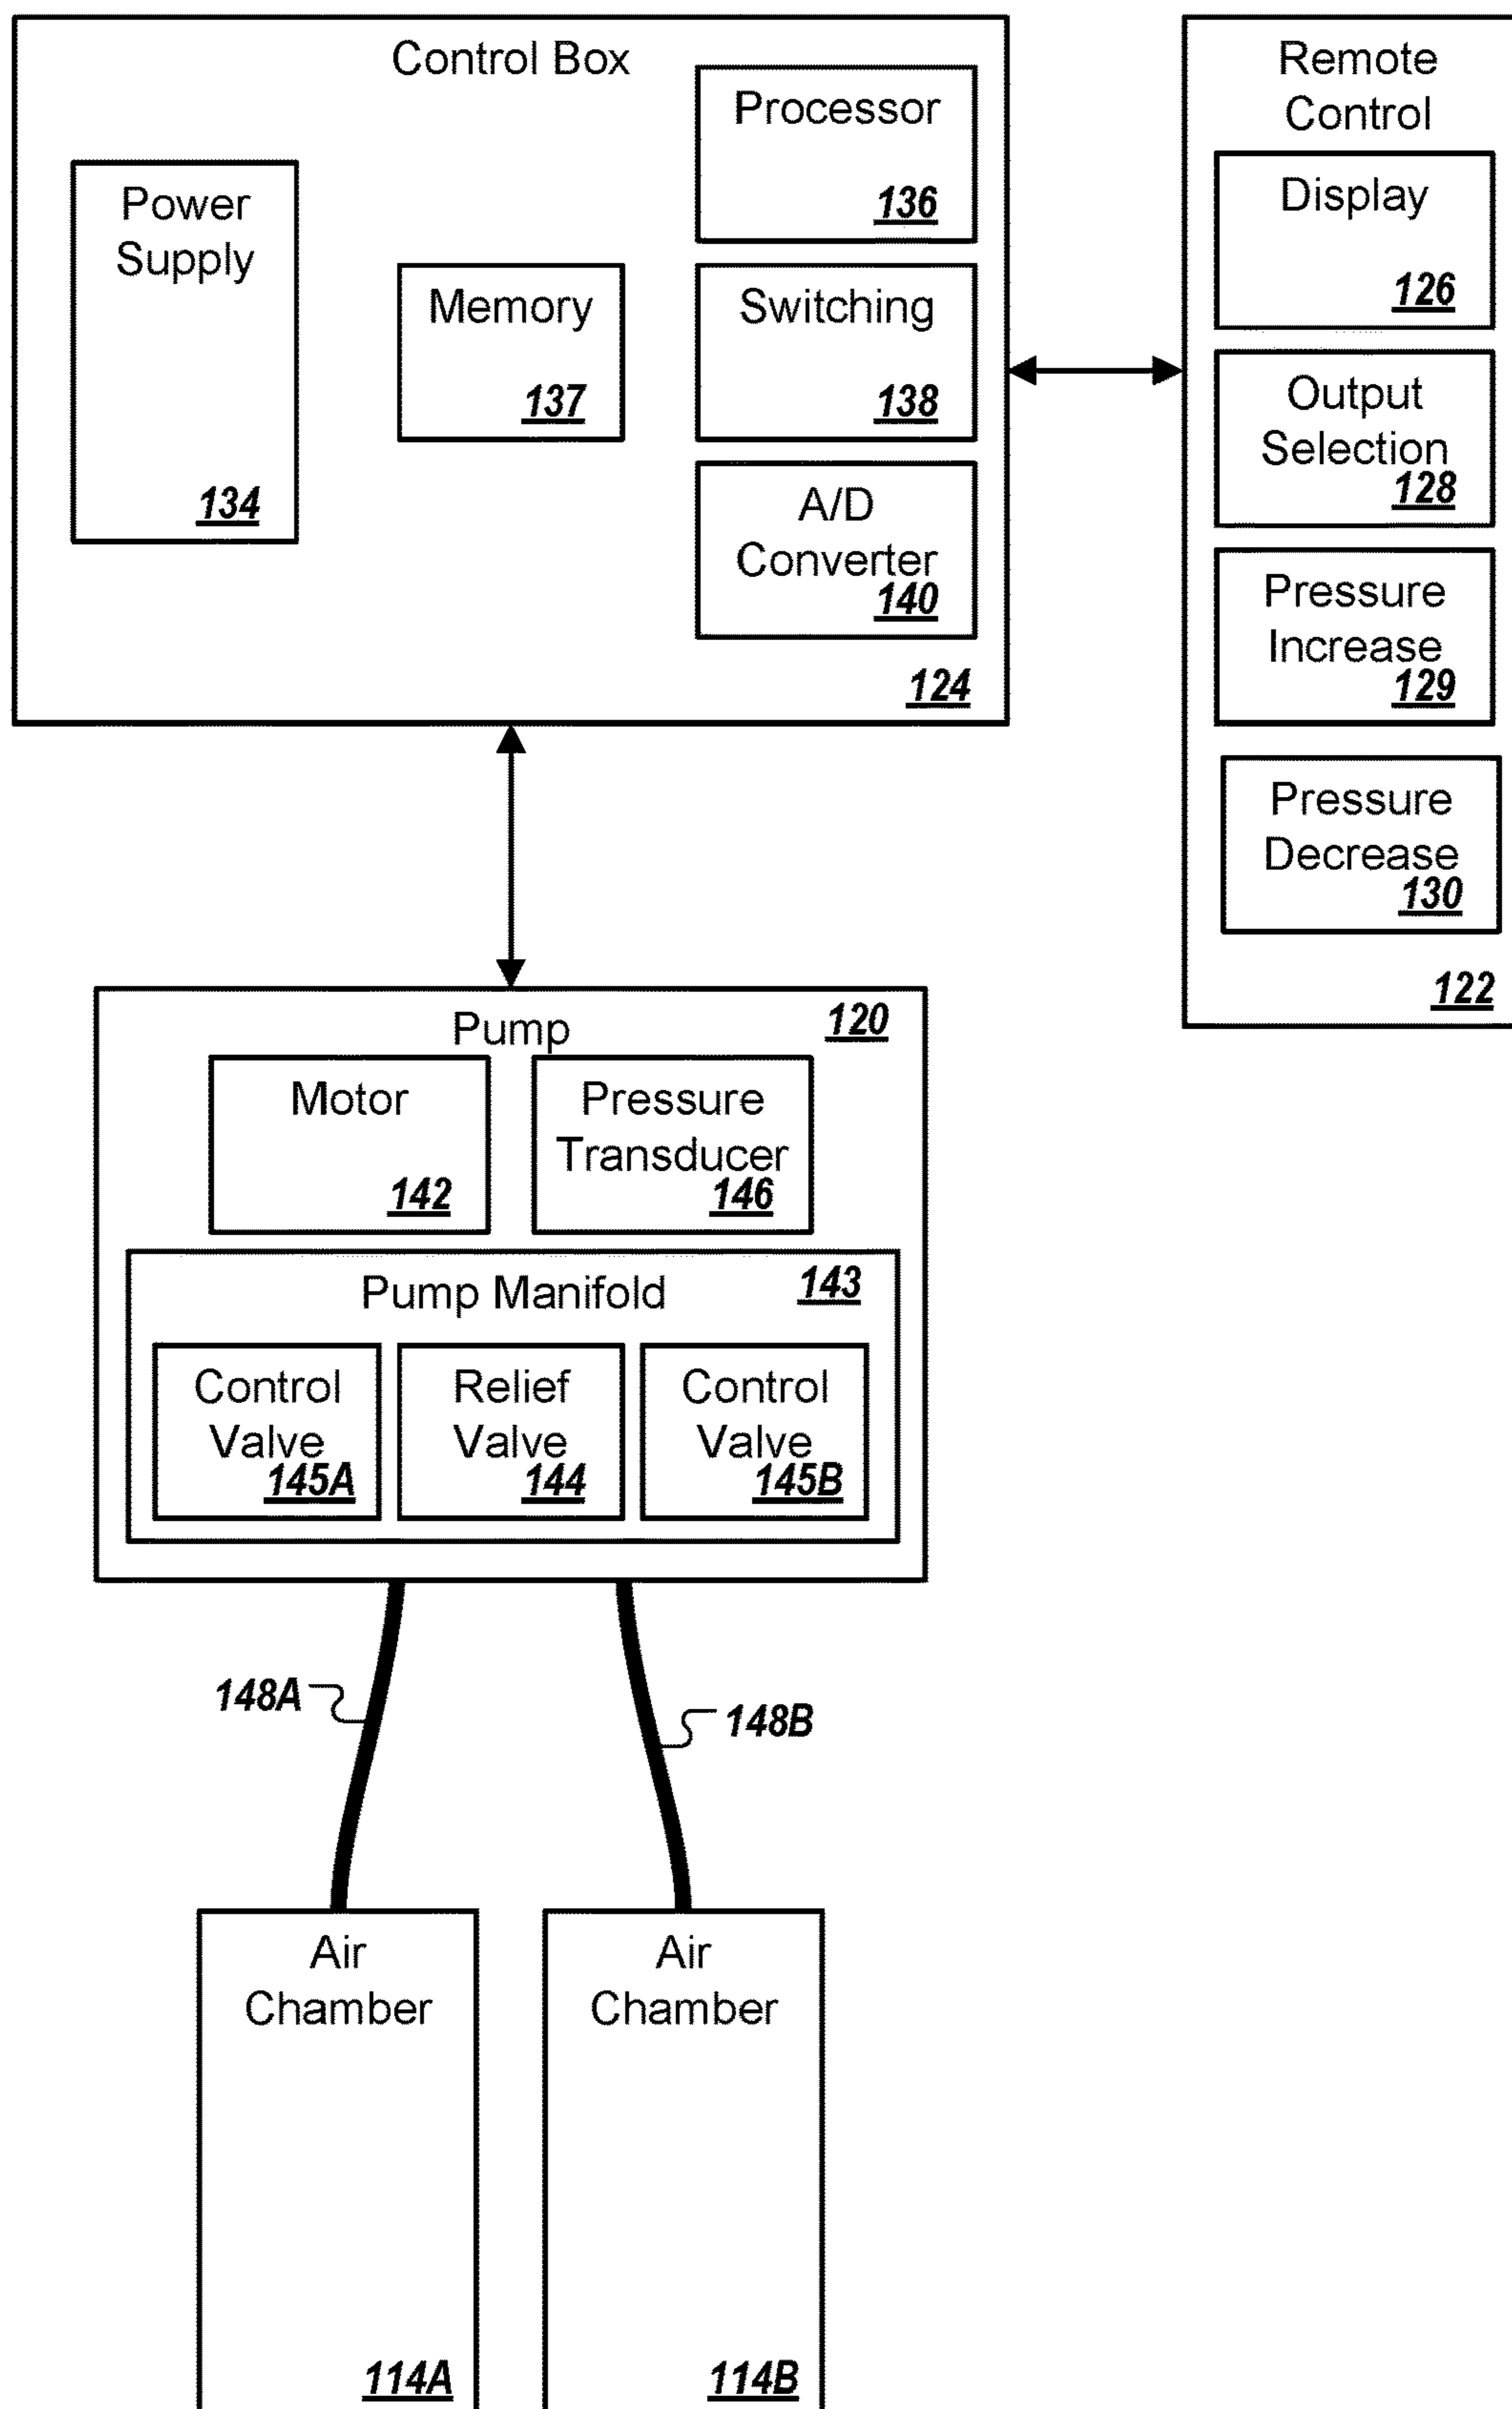 Control Box
Power
Supply
134
Memory
137
Processor
136
Switching
138
A/D
Converter
140
124
Remote
Control
Display
126
Output
Selection
128
Pressure
Increase
129
Pressure
Decrease
130
122
Pump
120
Motor
142
Pressure
Transducer
146
Pump Manifold
143
Control
Valve
145A
Relief
Valve
144
Control
Valve
145B
148A
148B
Air
Chamber
114A
Air
Chamber
114B